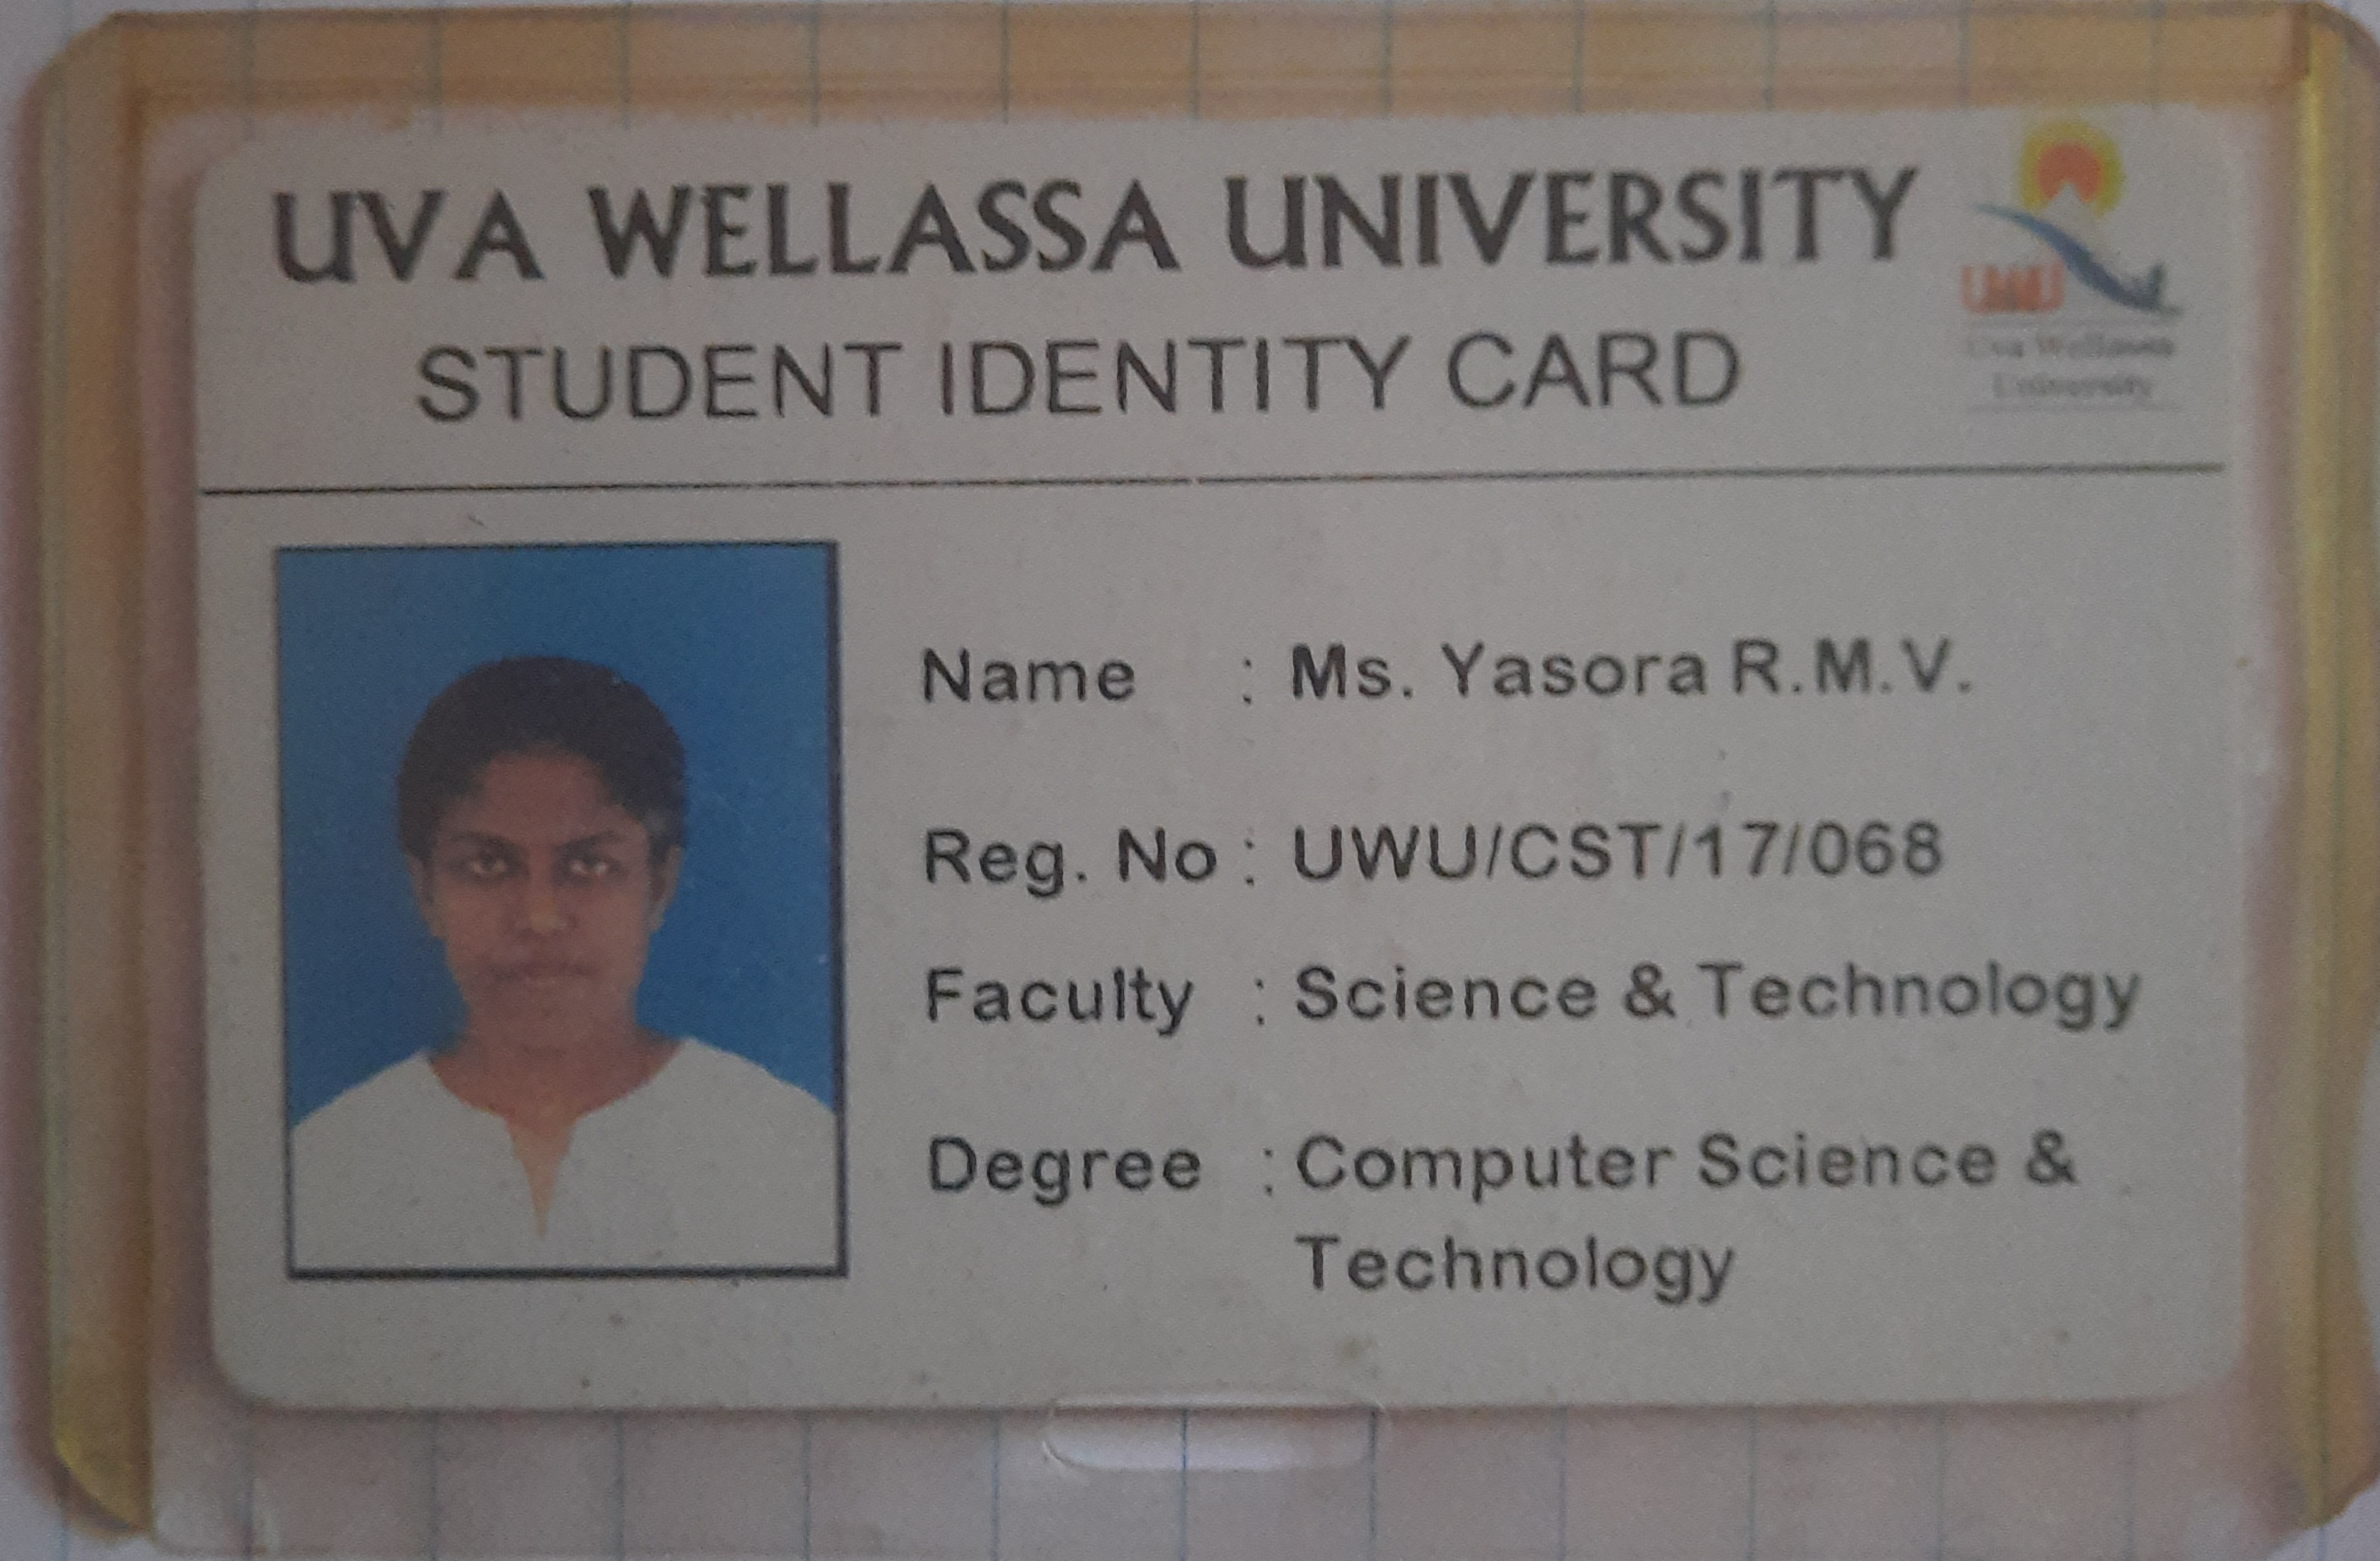 UVA WELLASSA UNIVERSITY
STUDENT IDENTITY CARD
UWU
Uva Wellassa
University
Name : Ms. Yasora R.M.V.
Reg. No : UWU/CST/17/068
Faculty : Science & Technology
Degree : Computer Science &
Technology